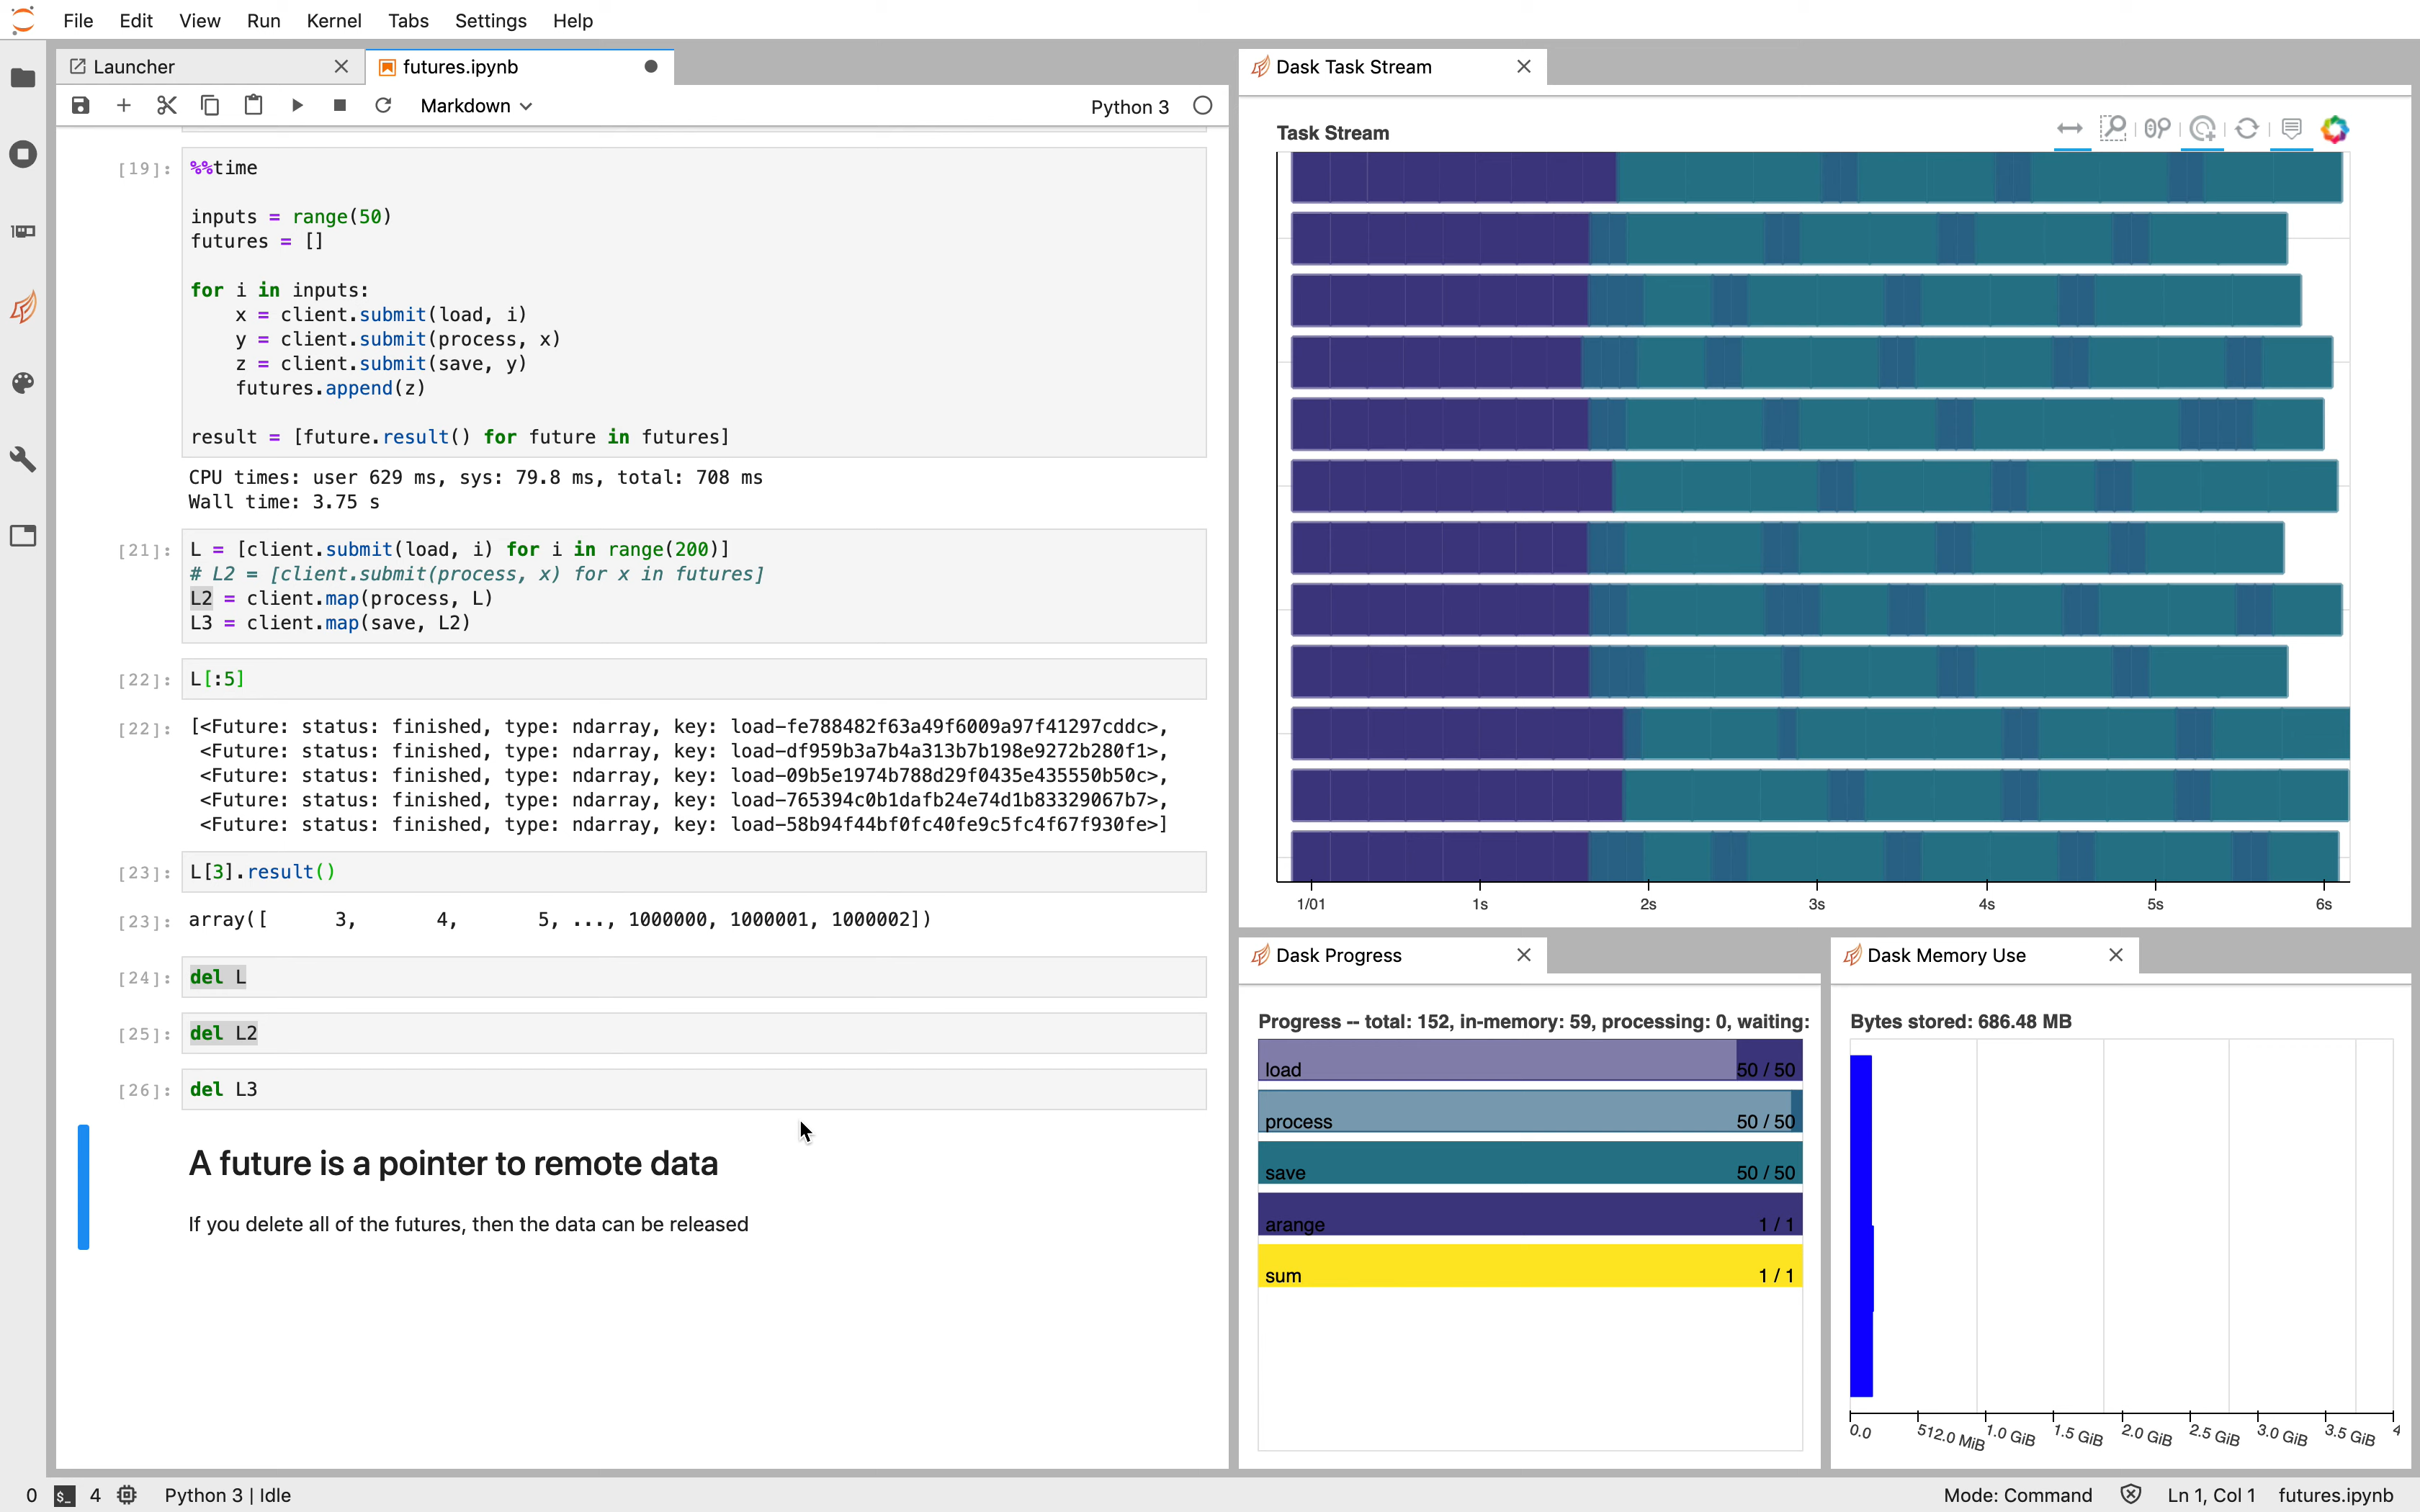 File Edit View Run Kernel Tabs Settings Help
Launcher
futures.ipynb
Markdown
Python 3
[19]:
%%time
inputs = range(50)
futures = []
for i in inputs:
    x = client.submit(load, i)
    y = client.submit(process, x)
    z = client.submit(save, y)
    futures.append(z)
result = [future.result() for future in futures]
CPU times: user 629 ms, sys: 79.8 ms, total: 708 ms
Wall time: 3.75 s
[21]:
L = [client.submit(load, i) for i in range(200)]
# L2 = [client.submit(process, x) for x in futures]
L2 = client.map(process, L)
L3 = client.map(save, L2)
[22]:
L[:5]
[22]:
[<Future: status: finished, type: ndarray, key: load-fe788482f63a49f6009a97f41297cddc>,
<Future: status: finished, type: ndarray, key: load-df959b3a7b4a313b7b198e9272b280f1>,
<Future: status: finished, type: ndarray, key: load-09b5e1974b788d29f0435e435550b50c>,
<Future: status: finished, type: ndarray, key: load-765394c0b1dafb24e74d1b83329067b7>,
<Future: status: finished, type: ndarray, key: load-58b94f44bf0fc40fe9c5fc4f67f930fe>]
[23]:
L[3].result()
[23]:
array([      3,       4,       5, ..., 1000000, 1000001, 1000002])
[24]:
del L
[25]:
del L2
[26]:
del L3
A future is a pointer to remote data
If you delete all of the futures, then the data can be released
Dask Task Stream
Task Stream
1/01 1s 2s 3s 4s 5s 6s
Dask Progress
Progress -- total: 152, in-memory: 59, processing: 0, waiting:
load 50 / 50
process 50 / 50
save 50 / 50
arange 1 / 1
sum 1 / 1
Dask Memory Use
Bytes stored: 686.48 MB
0.0 512.0 MiB 1.0 GiB 1.5 GiB 2.0 GiB 2.5 GiB 3.0 GiB 3.5 GiB 4
0 $_ 4 Python 3 | Idle
Mode: Command Ln 1, Col 1 futures.ipynb